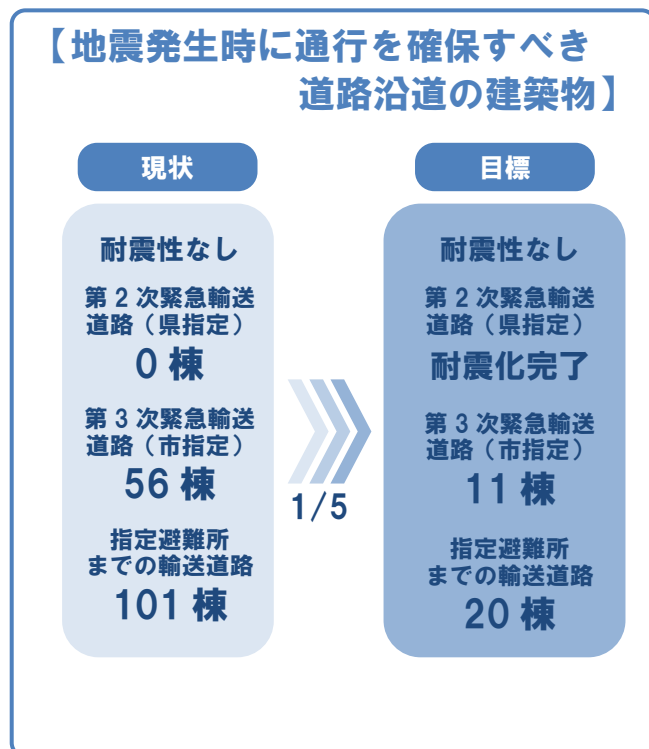 【地震発生時に通行を確保すべき
道路沿道の建築物】
現状
耐震性なし
第2次緊急輸送
道路（県指定）
0棟
第3次緊急輸送
道路（市指定）
56棟
指定避難所
までの輸送道路
101棟
1/5
目標
耐震性なし
第2次緊急輸送
道路（県指定）
耐震化完了
第3次緊急輸送
道路（市指定）
11棟
指定避難所
までの輸送道路
20棟